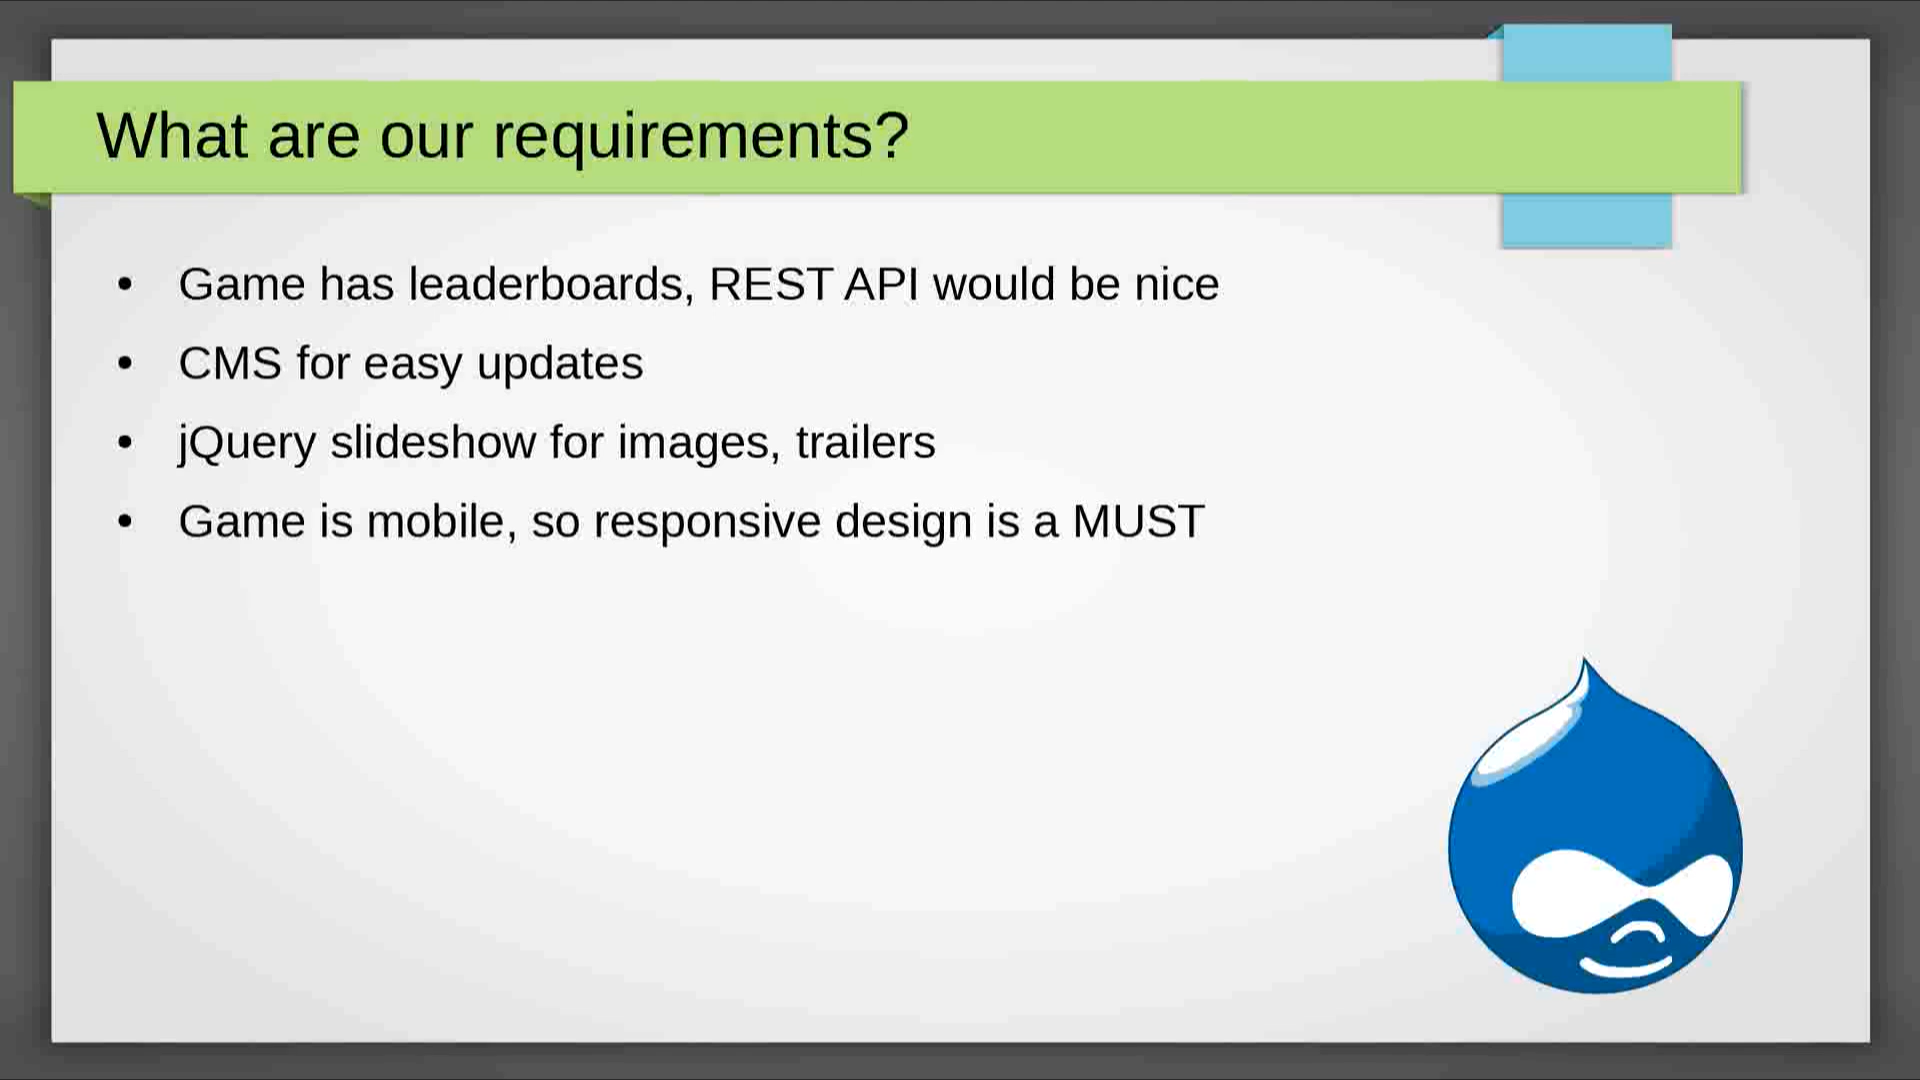 What are our requirements?
• Game has leaderboards, REST API would be nice
• CMS for easy updates
• jQuery slideshow for images, trailers
• Game is mobile, so responsive design is a MUST